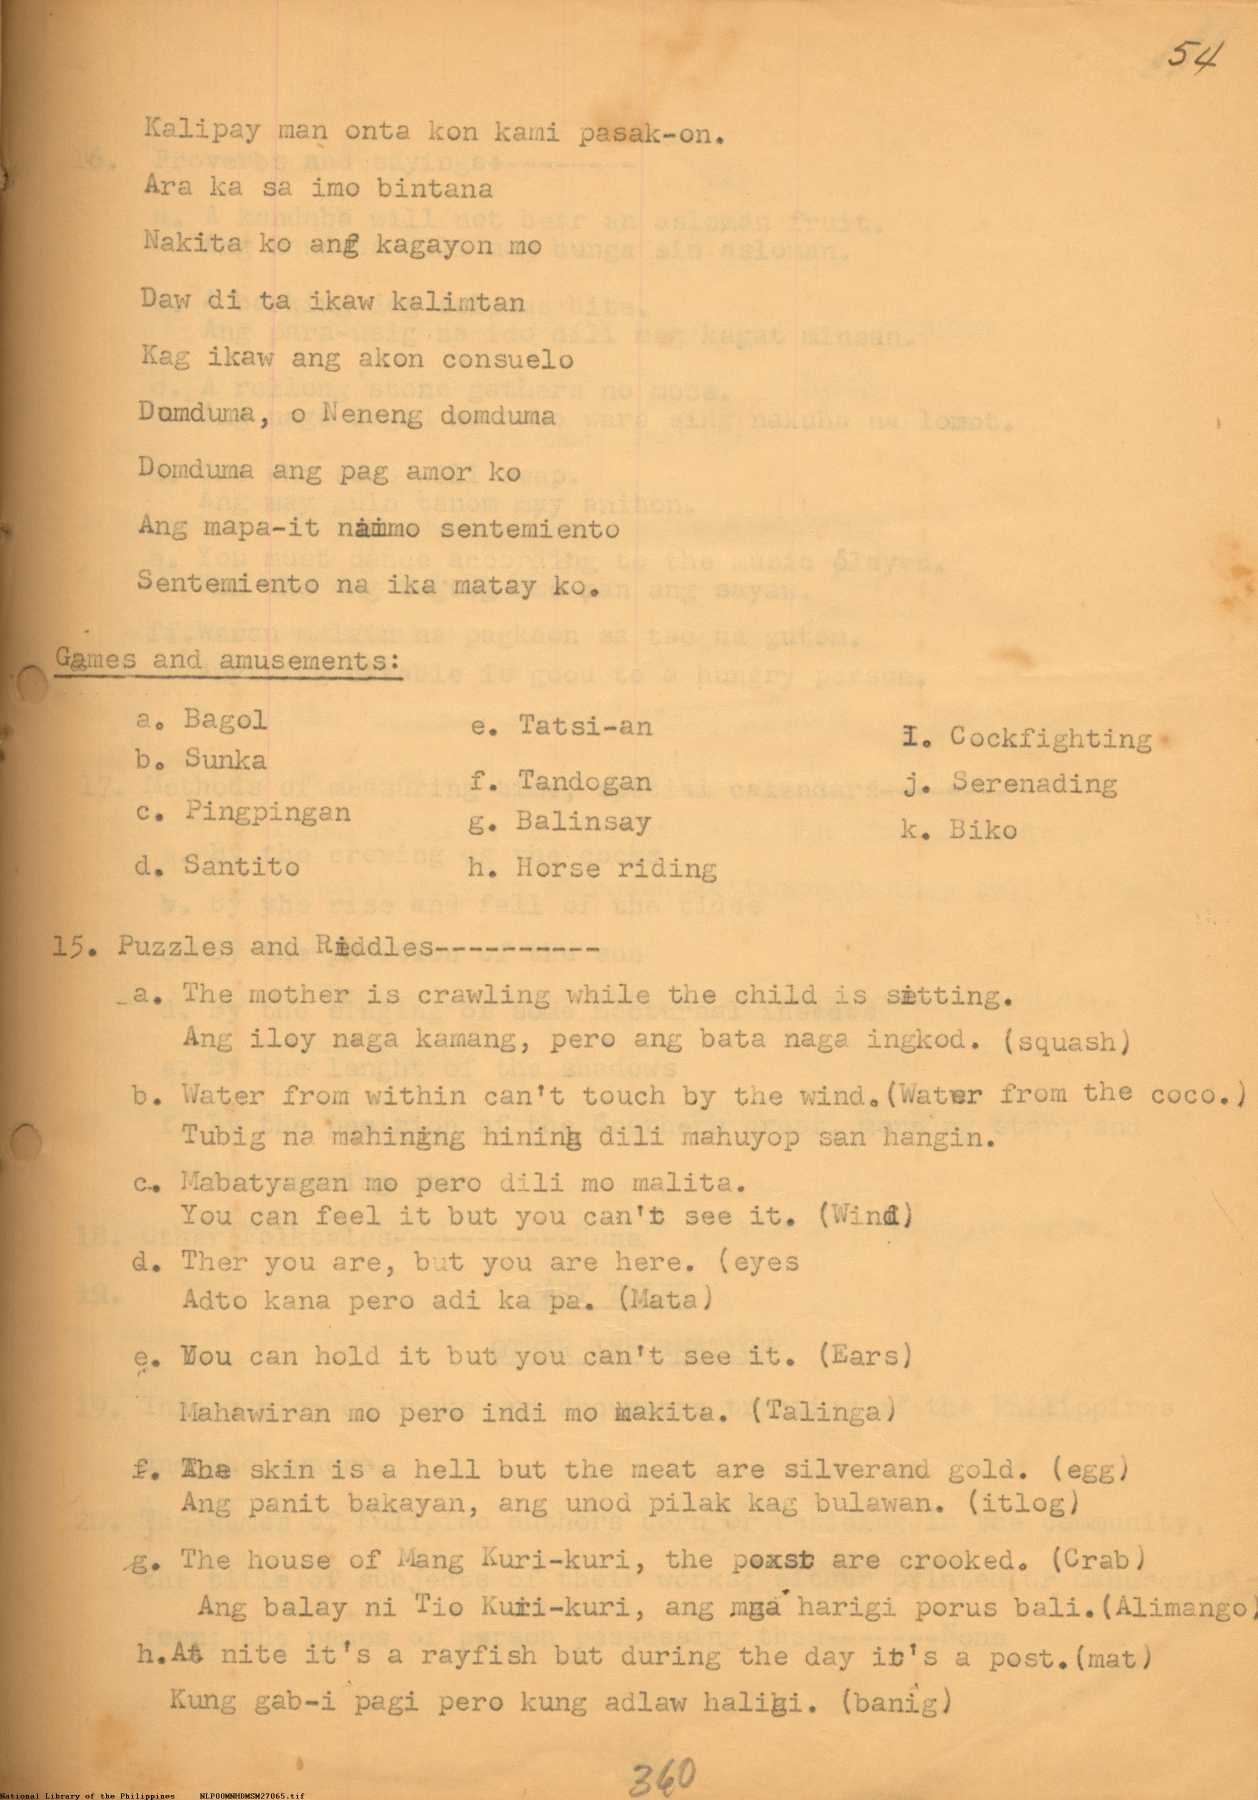 54
Kalipay man onta kon kami pasak-on.
Ara ka sa imo bintana
Nakita ko ang kagayon mo
Daw di ta ikaw kalimtan
Kag ikaw ang akon consuelo
Domduma, o Neneng domduma
Domduma ang pag amor ko
Ang mapa-it nimmo sentemiento
Sentemiento na ika matay ko.
Games and amusements:
a. Bagol
b. Sunka
c. Pingpingan
d. Santito
e. Tatsi-an
f. Tandogan
g. Balinsay
h. Horse riding
I. Cockfighting
j. Serenading
k. Biko
15. Puzzles and Riddles----------
a. The mother is crawling while the child is sitting.
Ang iloy naga kamang, pero ang bata naga ingkod. (squash)
b. Water from within can't touch by the wind. (Water from the coco.)
Tubig na mahining hining dili mahuyop san hangin.
c. Mabatyagan mo pero dili mo malita.
You can feel it but you can't see it. (Wind)
d. Ther you are, but you are here. (eyes
Adto kana pero adi ka pa. (Mata)
e. You can hold it but you can't see it. (Ears)
Mahawiran mo pero indi mo makita. (Talinga)
f. The skin is a hell but the meat are silverand gold. (egg)
Ang panit bakayan, ang unod pilak kag bulawan. (itlog)
g. The house of Mang Kuri-kuri, the poxst are crooked. (Crab)
Ang balay ni Tio Kuri-kuri, ang mga harigi porus bali. (Alimango)
h. At nite it's a rayfish but during the day it's a post. (mat)
Kung gab-i pagi pero kung adlaw haligi. (banig)
360
National Library of the Philippines NLP00MNHDMSM27065.tif